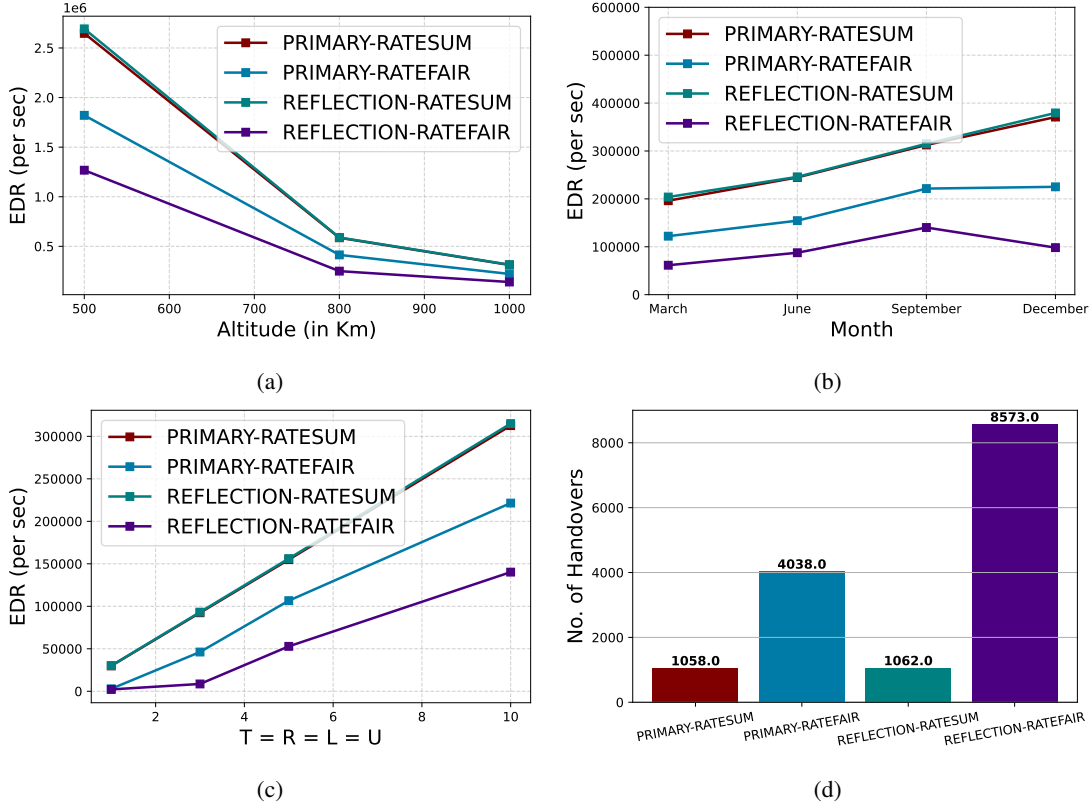 1e6
2.5
2.0
1.5
1.0
0.5
EDR (per sec)
500 600 700 800 900 1000
Altitude (in Km)
PRIMARY-RATESUM
PRIMARY-RATEFAIR
REFLECTION-RATESUM
REFLECTION-RATEFAIR
(a)
600000
500000
400000
300000
200000
100000
0
EDR (per sec)
March June September December
Month
PRIMARY-RATESUM
PRIMARY-RATEFAIR
REFLECTION-RATESUM
REFLECTION-RATEFAIR
(b)
300000
250000
200000
150000
100000
50000
0
EDR (per sec)
2 4 6 8 10
T = R = L = U
PRIMARY-RATESUM
PRIMARY-RATEFAIR
REFLECTION-RATESUM
REFLECTION-RATEFAIR
(c)
8000
6000
4000
2000
0
No. of Handovers
1058.0
4038.0
1062.0
8573.0
PRIMARY-RATESUM
PRIMARY-RATEFAIR
REFLECTION-RATESUM
REFLECTION-RATEFAIR
(d)